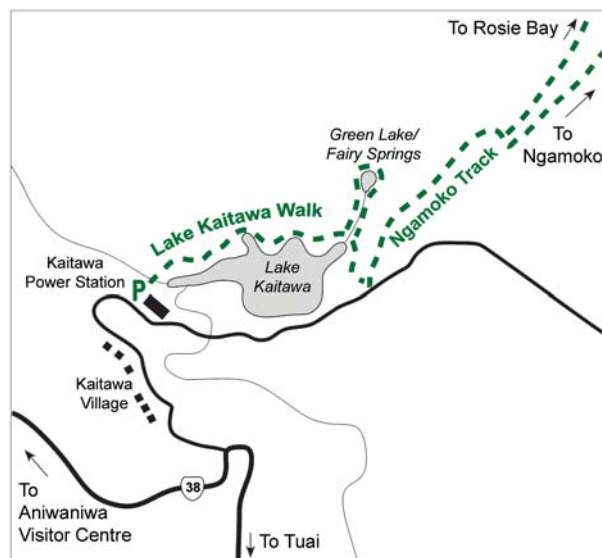 To Rosie Bay
To
Ngamoko
Green Lake/
Fairy Springs
Ngamoko Track
Lake Kaitawa Walk
Kaitawa
Power Station
P
Lake
Kaitawa
Kaitawa
Village
38
To
Aniwaniwa
Visitor Centre
To Tuai